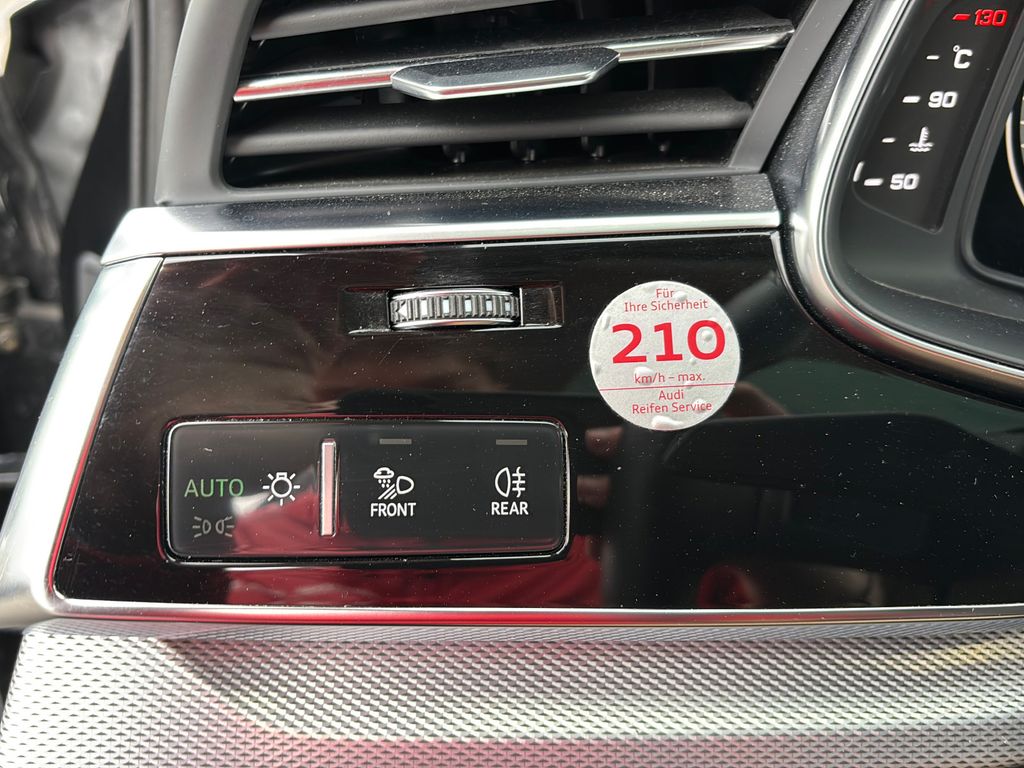 130
°C
90
50
Für
Ihre Sicherheit
210
km/h – max.
Audi
Reifen Service
AUTO
FRONT
REAR